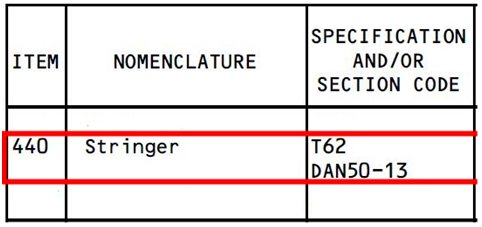 ITEM NOMENCLATURE SPECIFICATION
AND/OR
SECTION CODE
440 Stringer T62
DAN50-13